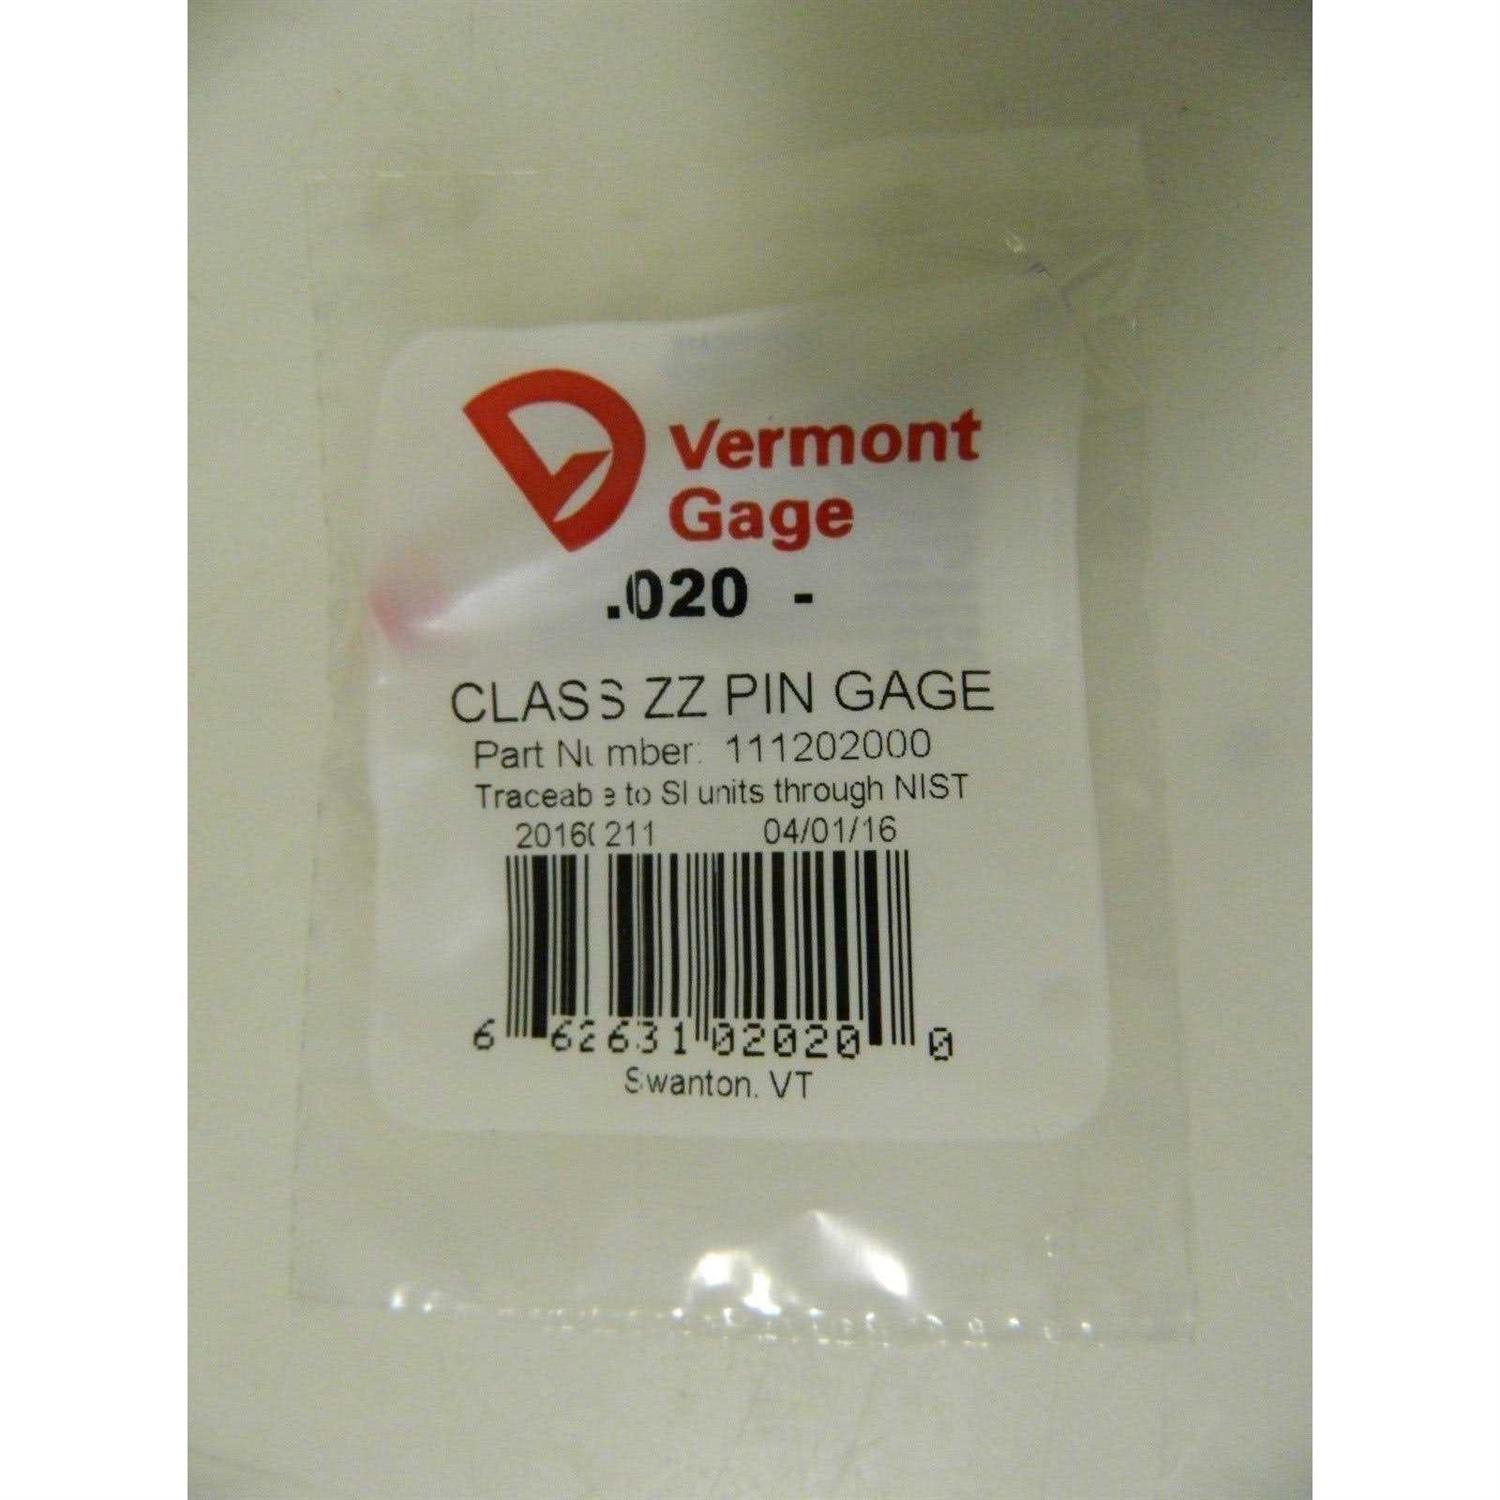 Vermont
Gage
.020 -
CLASS ZZ PIN GAGE
Part Number: 111202000
Traceable to SI units through NIST
20160211 04/01/16
6 62631 02020 0
Swanton, VT